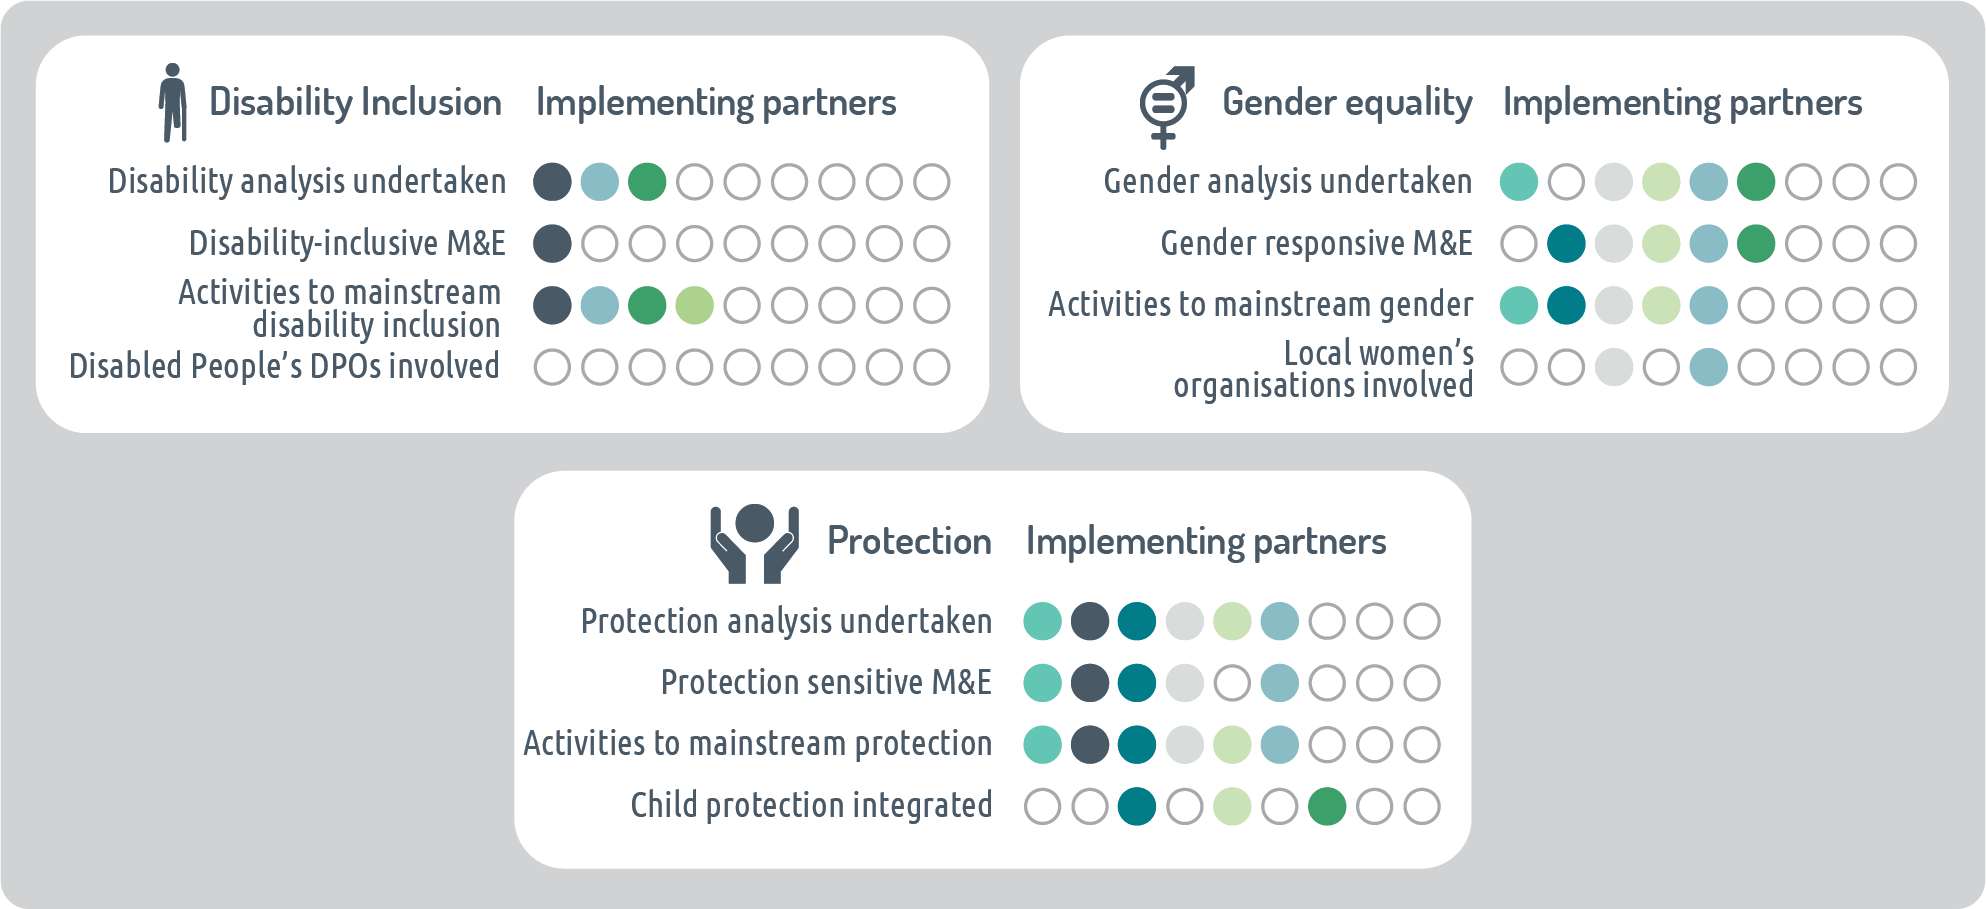 Disability Inclusion Implementing partners
Disability analysis undertaken
Disability-inclusive M&E
Activities to mainstream
disability inclusion
Disabled People’s DPOs involved
Gender equality Implementing partners
Gender analysis undertaken
Gender responsive M&E
Activities to mainstream gender
Local women’s
organisations involved
Protection Implementing partners
Protection analysis undertaken
Protection sensitive M&E
Activities to mainstream protection
Child protection integrated